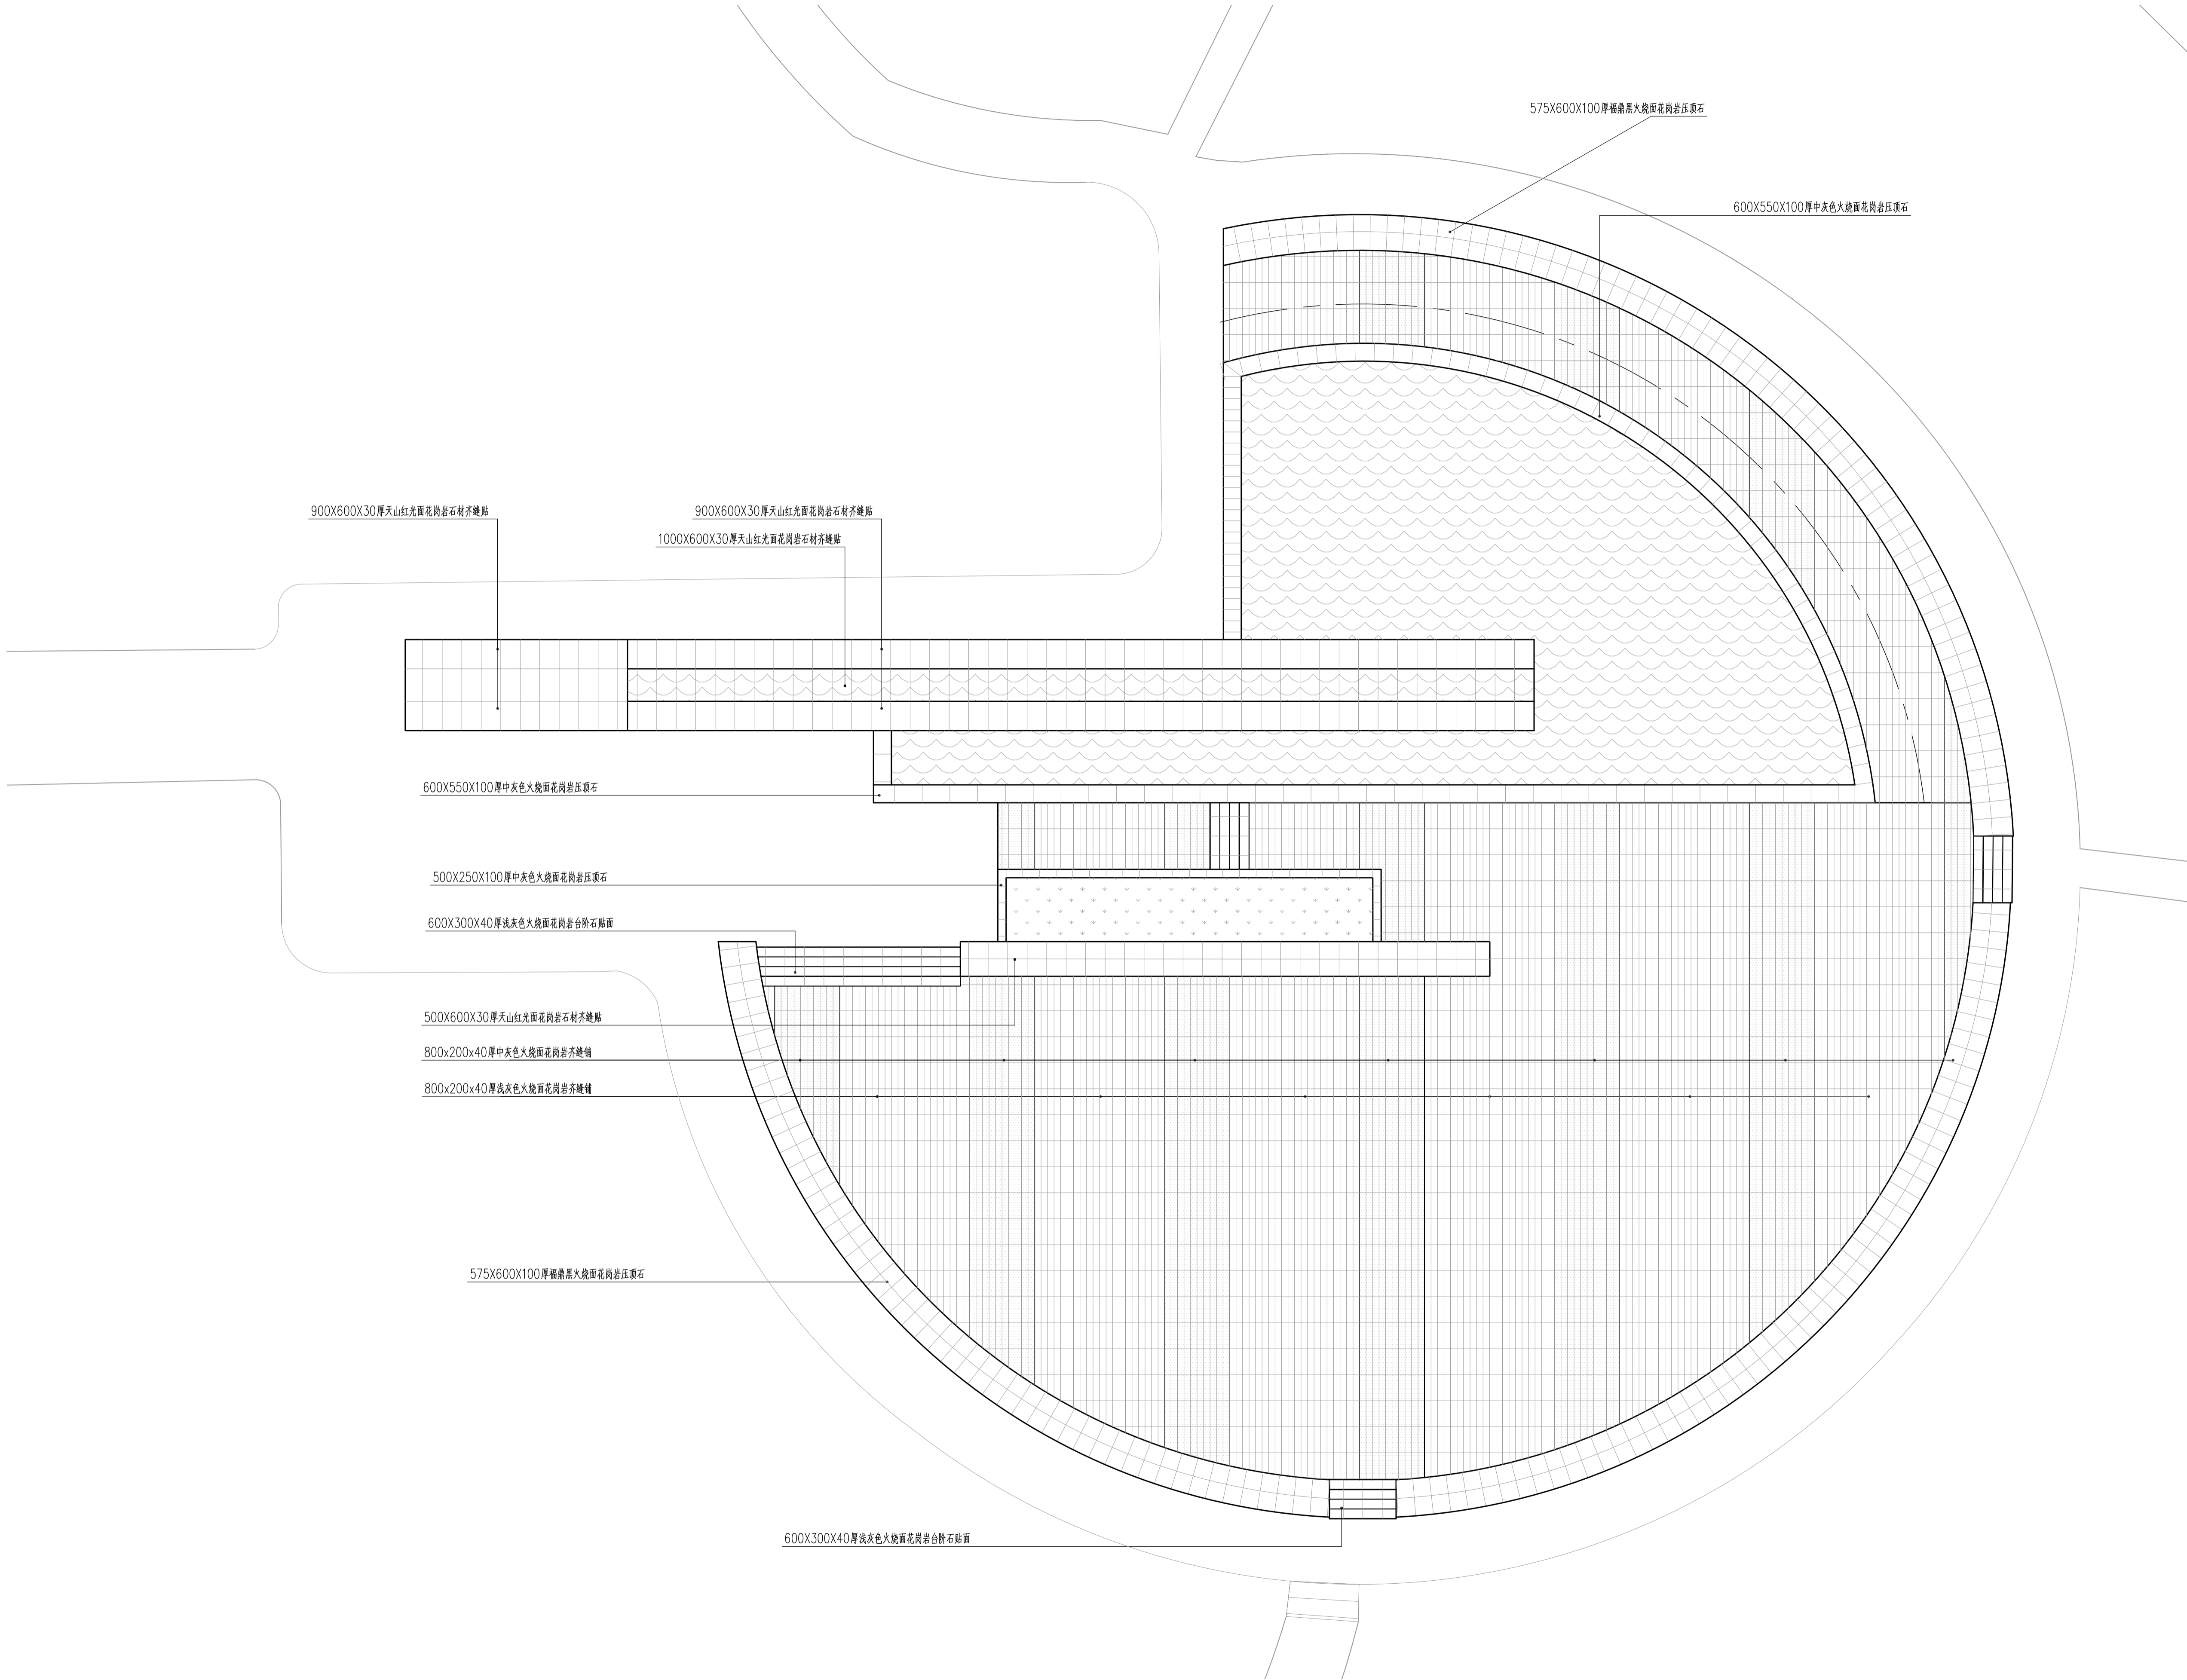 575X600X100厚福鼎黑火烧面花岗岩压顶石
600X550X100厚中灰色火烧面花岗岩压顶石
900X600X30厚天山红光面花岗岩石材齐缝贴
900X600X30厚天山红光面花岗岩石材齐缝贴
1000X600X30厚天山红光面花岗岩石材齐缝贴
600X550X100厚中灰色火烧面花岗岩压顶石
500X250X100厚中灰色火烧面花岗岩压顶石
600X300X40厚浅灰色火烧面花岗岩台阶石贴面
500X600X30厚天山红光面花岗岩石材齐缝贴
800x200x40厚中灰色火烧面花岗岩齐缝铺
800x200x40厚浅灰色火烧面花岗岩齐缝铺
575X600X100厚福鼎黑火烧面花岗岩压顶石
600X300X40厚浅灰色火烧面花岗岩台阶石贴面